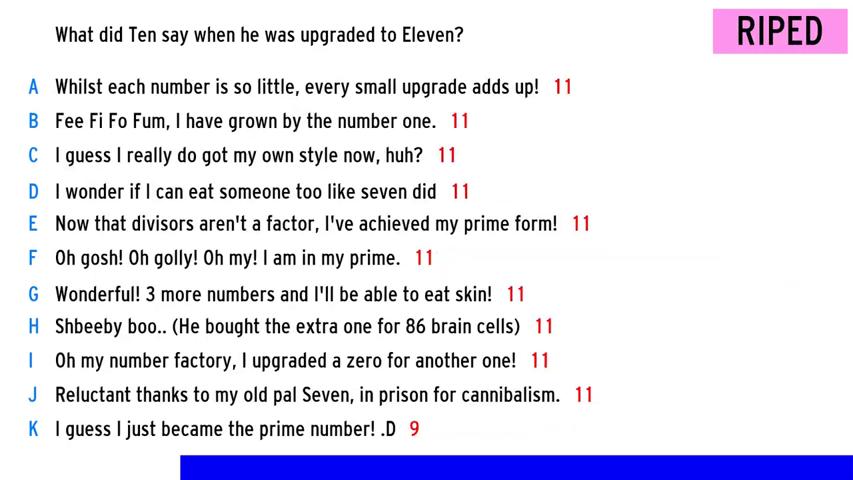 What did Ten say when he was upgraded to Eleven?
RIPED
A Whilst each number is so little, every small upgrade adds up! 11
B Fee Fi Fo Fum, I have grown by the number one. 11
C I guess I really do got my own style now, huh? 11
D I wonder if I can eat someone too like seven did 11
E Now that divisors aren't a factor, I've achieved my prime form! 11
F Oh gosh! Oh golly! Oh my! I am in my prime. 11
G Wonderful! 3 more numbers and I'll be able to eat skin! 11
H Shbeeby boo.. (He bought the extra one for 86 brain cells) 11
I Oh my number factory, I upgraded a zero for another one! 11
J Reluctant thanks to my old pal Seven, in prison for cannibalism. 11
K I guess I just became the prime number! .D 9